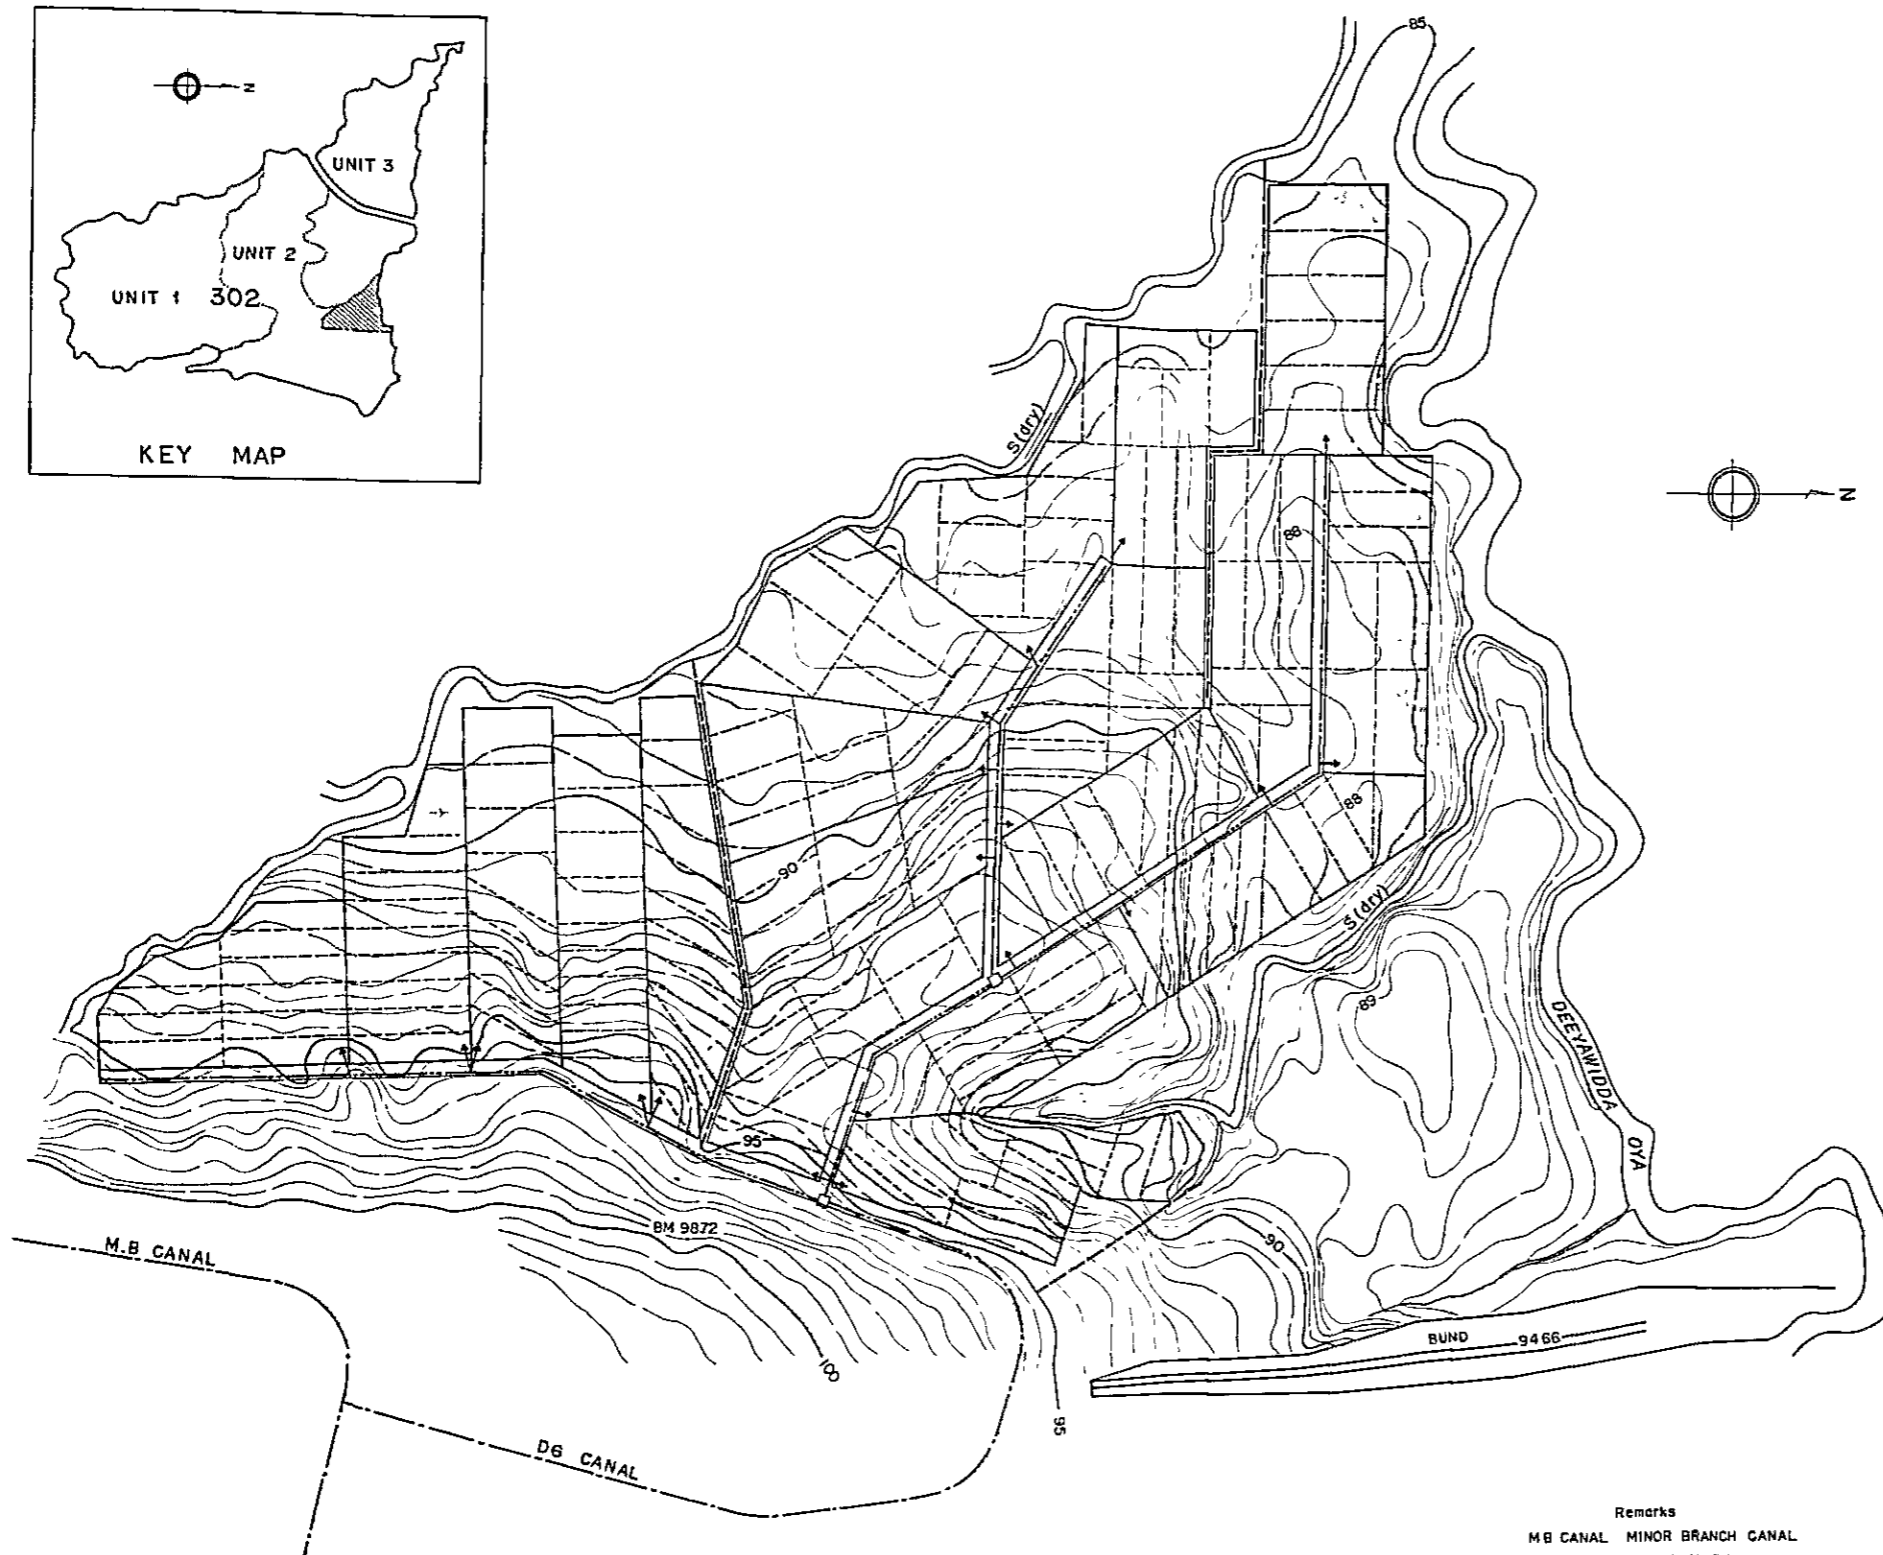 N
UNIT 3
UNIT 2
UNIT 1 302
KEY MAP
85
S(dry)
N
88
88
90
S(dry)
89
DEEYAWIDDA
OYA
95
BM 9872
90
M.B CANAL
100
BUND 9466
95
D6 CANAL
Remarks
MB CANAL MINOR BRANCH CANAL